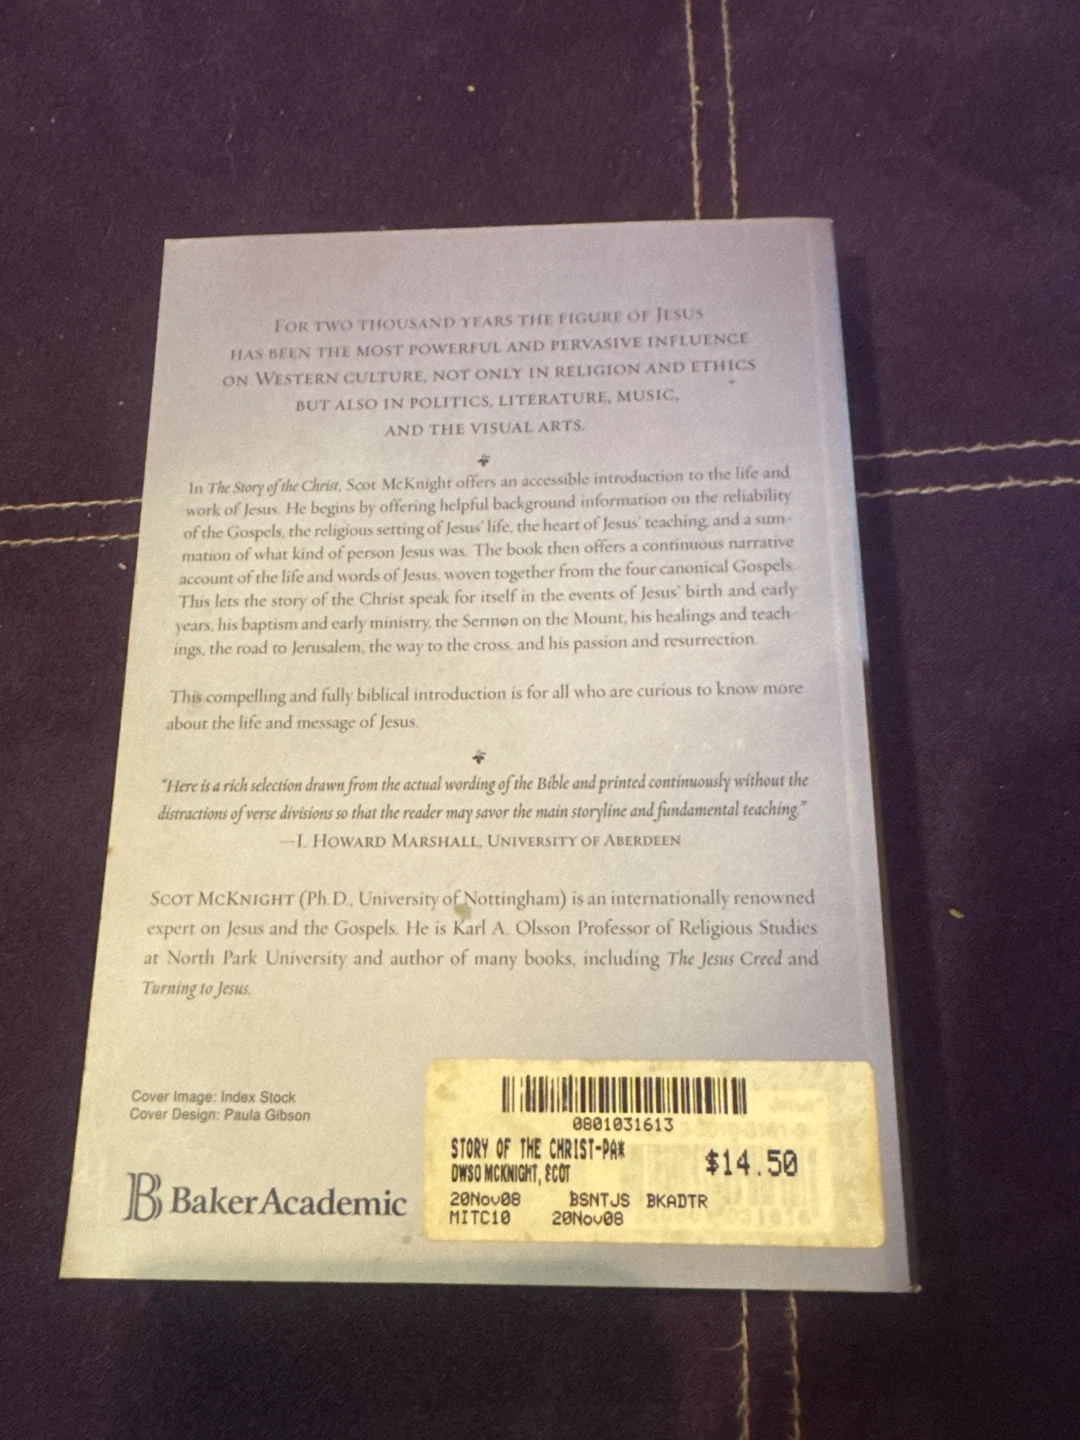 FOR TWO THOUSAND YEARS THE FIGURE OF JESUS
HAS BEEN THE MOST POWERFUL AND PERVASIVE INFLUENCE
ON WESTERN CULTURE, NOT ONLY IN RELIGION AND ETHICS
BUT ALSO IN POLITICS, LITERATURE, MUSIC,
AND THE VISUAL ARTS.
In The Story of the Christ, Scot McKnight offers an accessible introduction to the life and
work of Jesus. He begins by offering helpful background information on the reliability
of the Gospels, the religious setting of Jesus' life, the heart of Jesus' teaching, and a sum-
mation of what kind of person Jesus was. The book then offers a continuous narrative
account of the life and words of Jesus, woven together from the four canonical Gospels.
This lets the story of the Christ speak for itself in the events of Jesus' birth and early
years, his baptism and early ministry, the Sermon on the Mount, his healings and teach-
ings, the road to Jerusalem, the way to the cross, and his passion and resurrection.
This compelling and fully biblical introduction is for all who are curious to know more
about the life and message of Jesus.
"Here is a rich selection drawn from the actual wording of the Bible and printed continuously without the
distractions of verse divisions so that the reader may savor the main storyline and fundamental teaching."
—I. HOWARD MARSHALL, UNIVERSITY OF ABERDEEN
SCOT MCKNIGHT (Ph.D., University of Nottingham) is an internationally renowned
expert on Jesus and the Gospels. He is Karl A. Olsson Professor of Religious Studies
at North Park University and author of many books, including The Jesus Creed and
Turning to Jesus.
Cover Image: Index Stock
Cover Design: Paula Gibson
B BakerAcademic
0801031613
STORY OF THE CHRIST-PA*
DWSO MCKNIGHT, SCOT
$14.50
20Nov08 BSNTJS BKADTR
MITC10 20Nov08